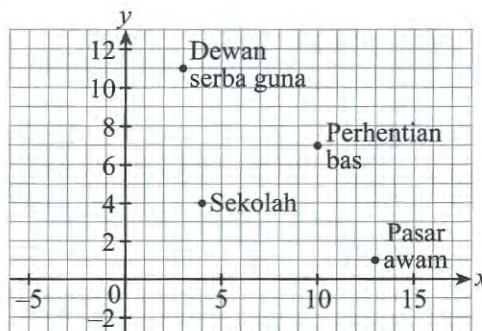 y
12
Dewan
serba guna
10
8
Perhentian
bas
6
4
Sekolah
2
Pasar
awam
x
–5
0
5
10
15
–2